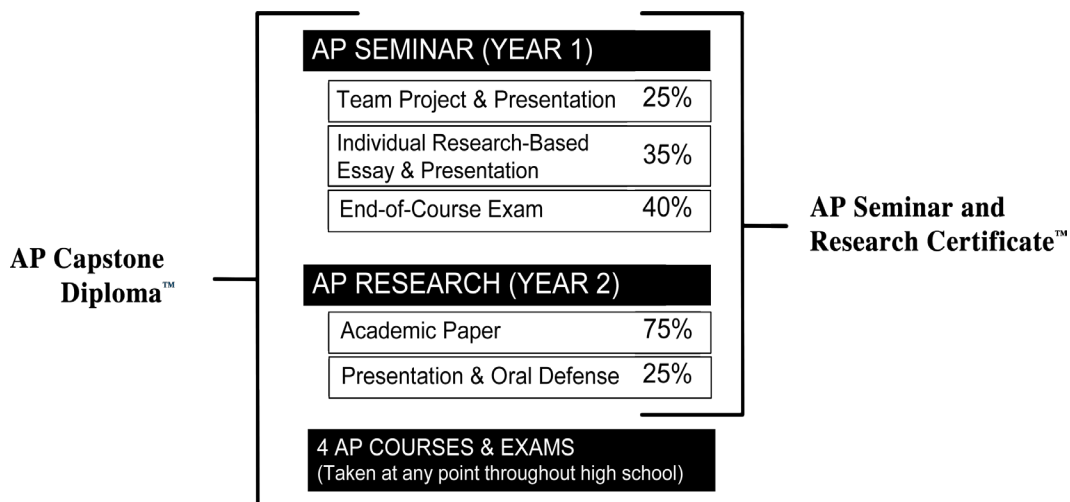 AP SEMINAR (YEAR 1)
Team Project & Presentation 25%
Individual Research-Based
Essay & Presentation 35%
End-of-Course Exam 40%
AP Seminar and
Research Certificate™
AP Capstone
Diploma™
AP RESEARCH (YEAR 2)
Academic Paper 75%
Presentation & Oral Defense 25%
4 AP COURSES & EXAMS
(Taken at any point throughout high school)